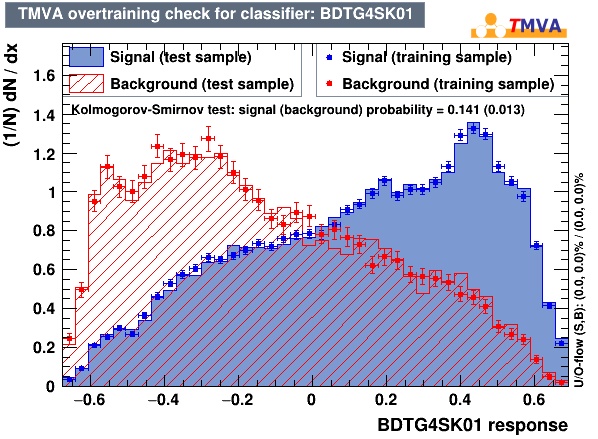 TMVA overtraining check for classifier: BDTG4SK01
TMVA
Signal (test sample)
Background (test sample)
Signal (training sample)
Background (training sample)
Kolmogorov-Smirnov test: signal (background) probability = 0.141 (0.013)
(1/N) dN / dx
1.6
1.4
1.2
1
0.8
0.6
0.4
0.2
0
−0.6 −0.4 −0.2 0 0.2 0.4 0.6
BDTG4SK01 response
U/O-flow (S,B): (0.0, 0.0)% / (0.0, 0.0)%